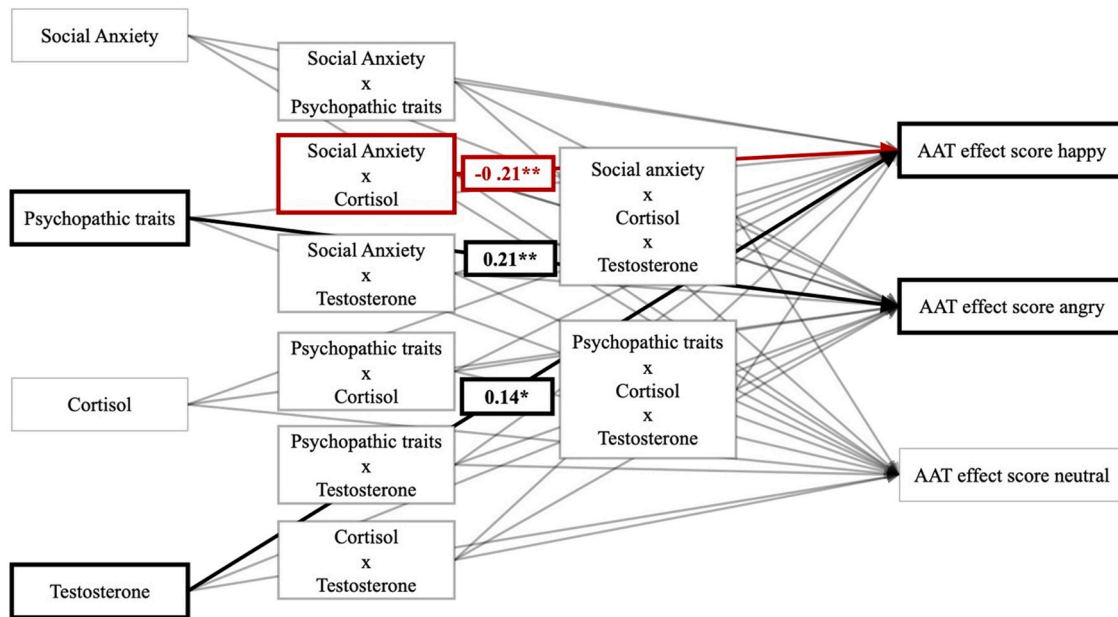 Social Anxiety
Psychopathic traits
Cortisol
Testosterone
Social Anxiety
x
Psychopathic traits
Social Anxiety
x
Cortisol
Social Anxiety
x
Testosterone
Psychopathic traits
x
Cortisol
Psychopathic traits
x
Testosterone
Cortisol
x
Testosterone
-0 .21**
0.21**
0.14*
Social anxiety
x
Cortisol
x
Testosterone
Psychopathic traits
x
Cortisol
x
Testosterone
AAT effect score happy
AAT effect score angry
AAT effect score neutral